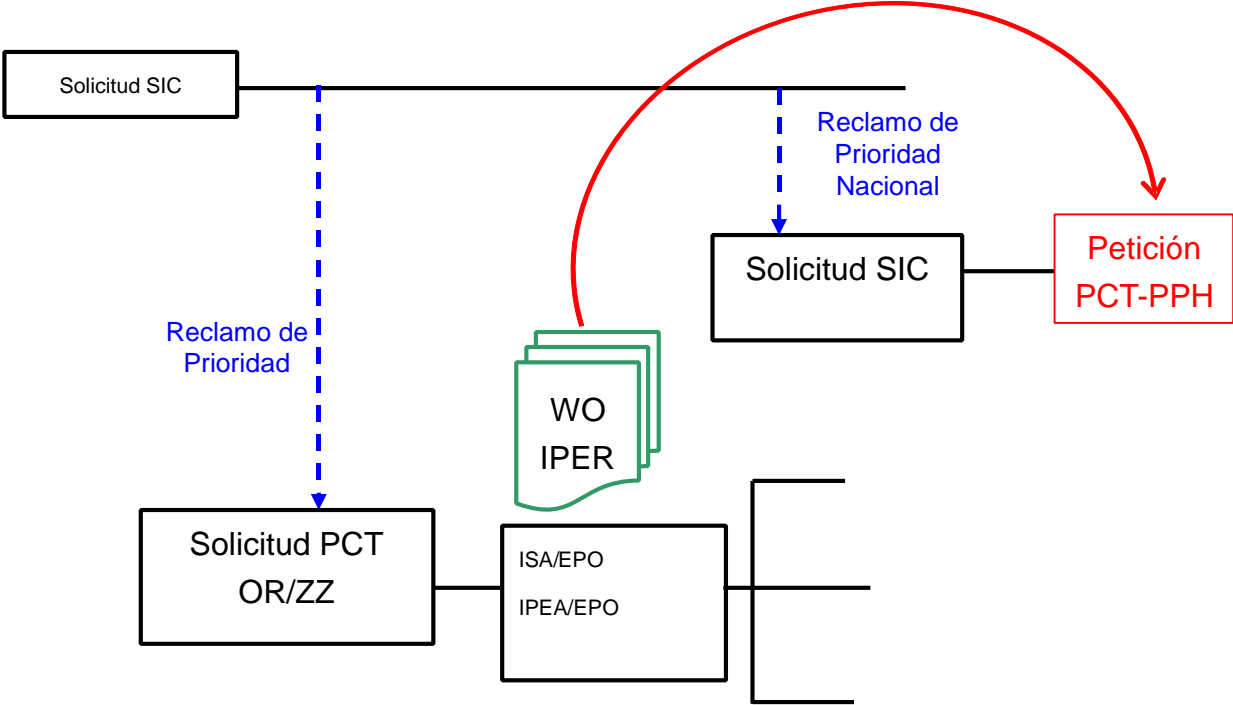 Solicitud SIC
Reclamo de
Prioridad
Nacional
Solicitud SIC
Petición
PCT-PPH
Reclamo de
Prioridad
WO
IPER
Solicitud PCT
OR/ZZ
ISA/EPO
IPEA/EPO